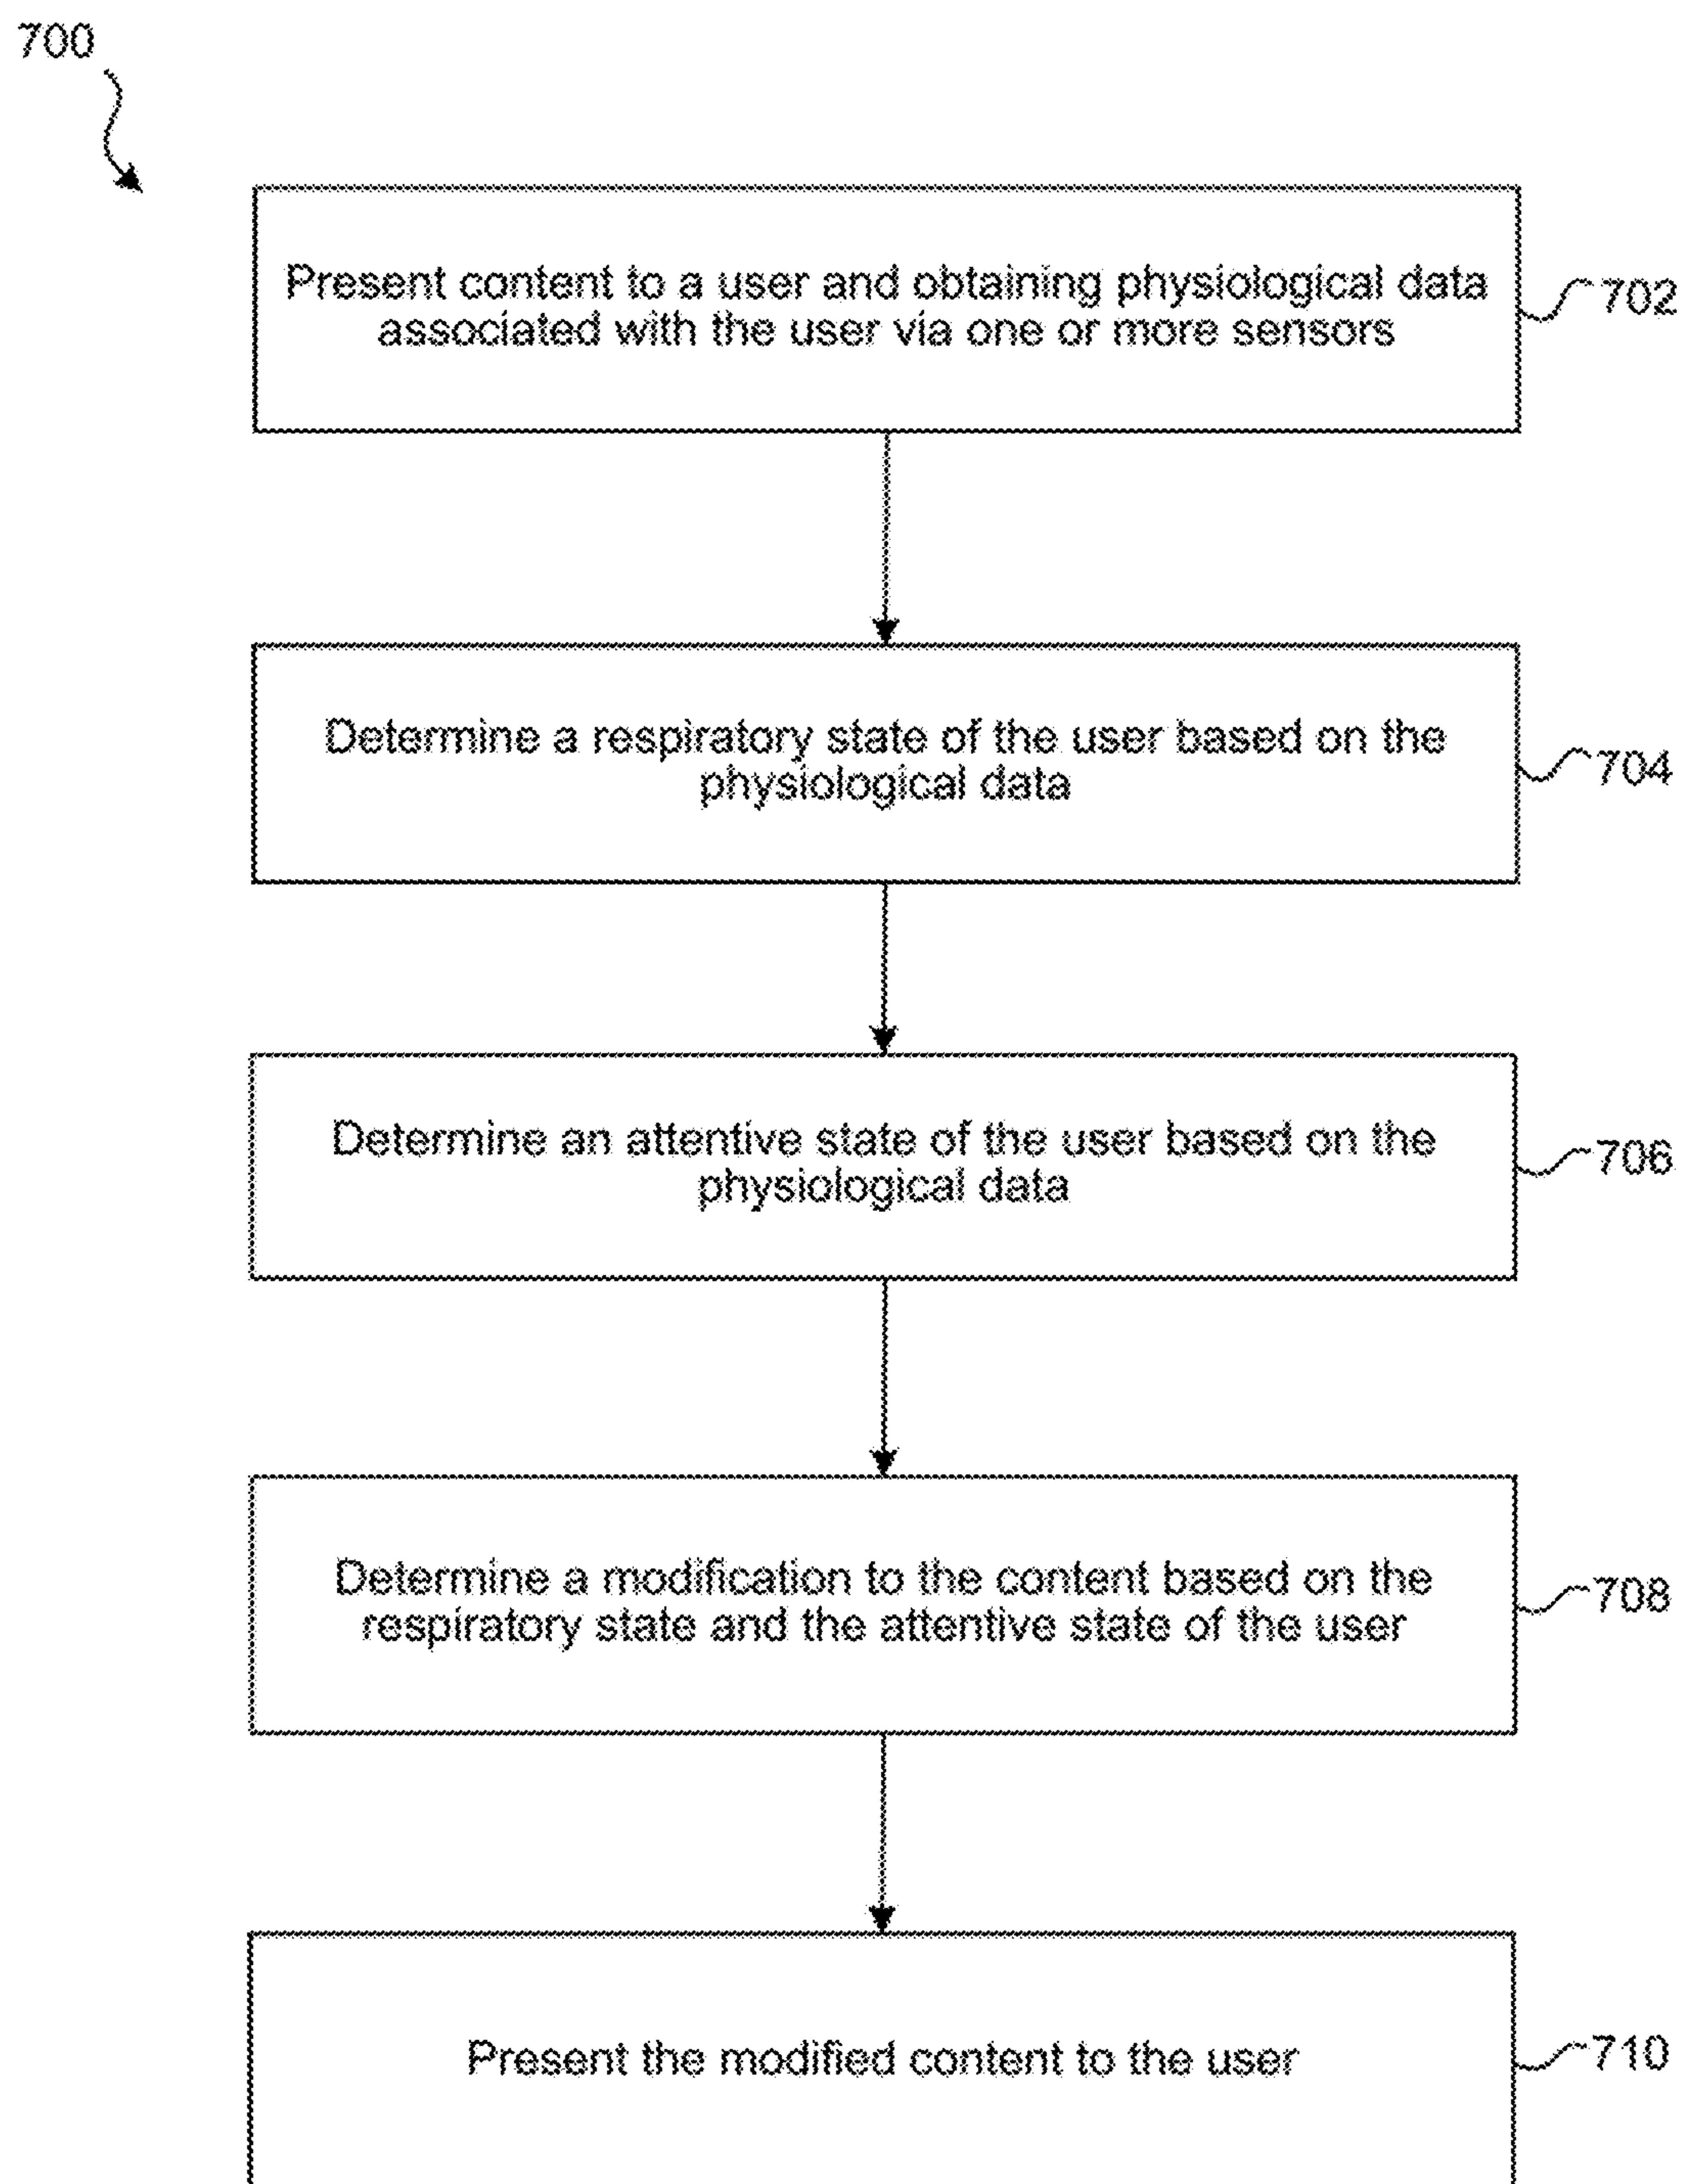 700
Present content to a user and obtaining physiological data
associated with the user via one or more sensors
702
Determine a respiratory state of the user based on the
physiological data
704
Determine an attentive state of the user based on the
physiological data
706
Determine a modification to the content based on the
respiratory state and the attentive state of the user
708
Present the modified content to the user
710